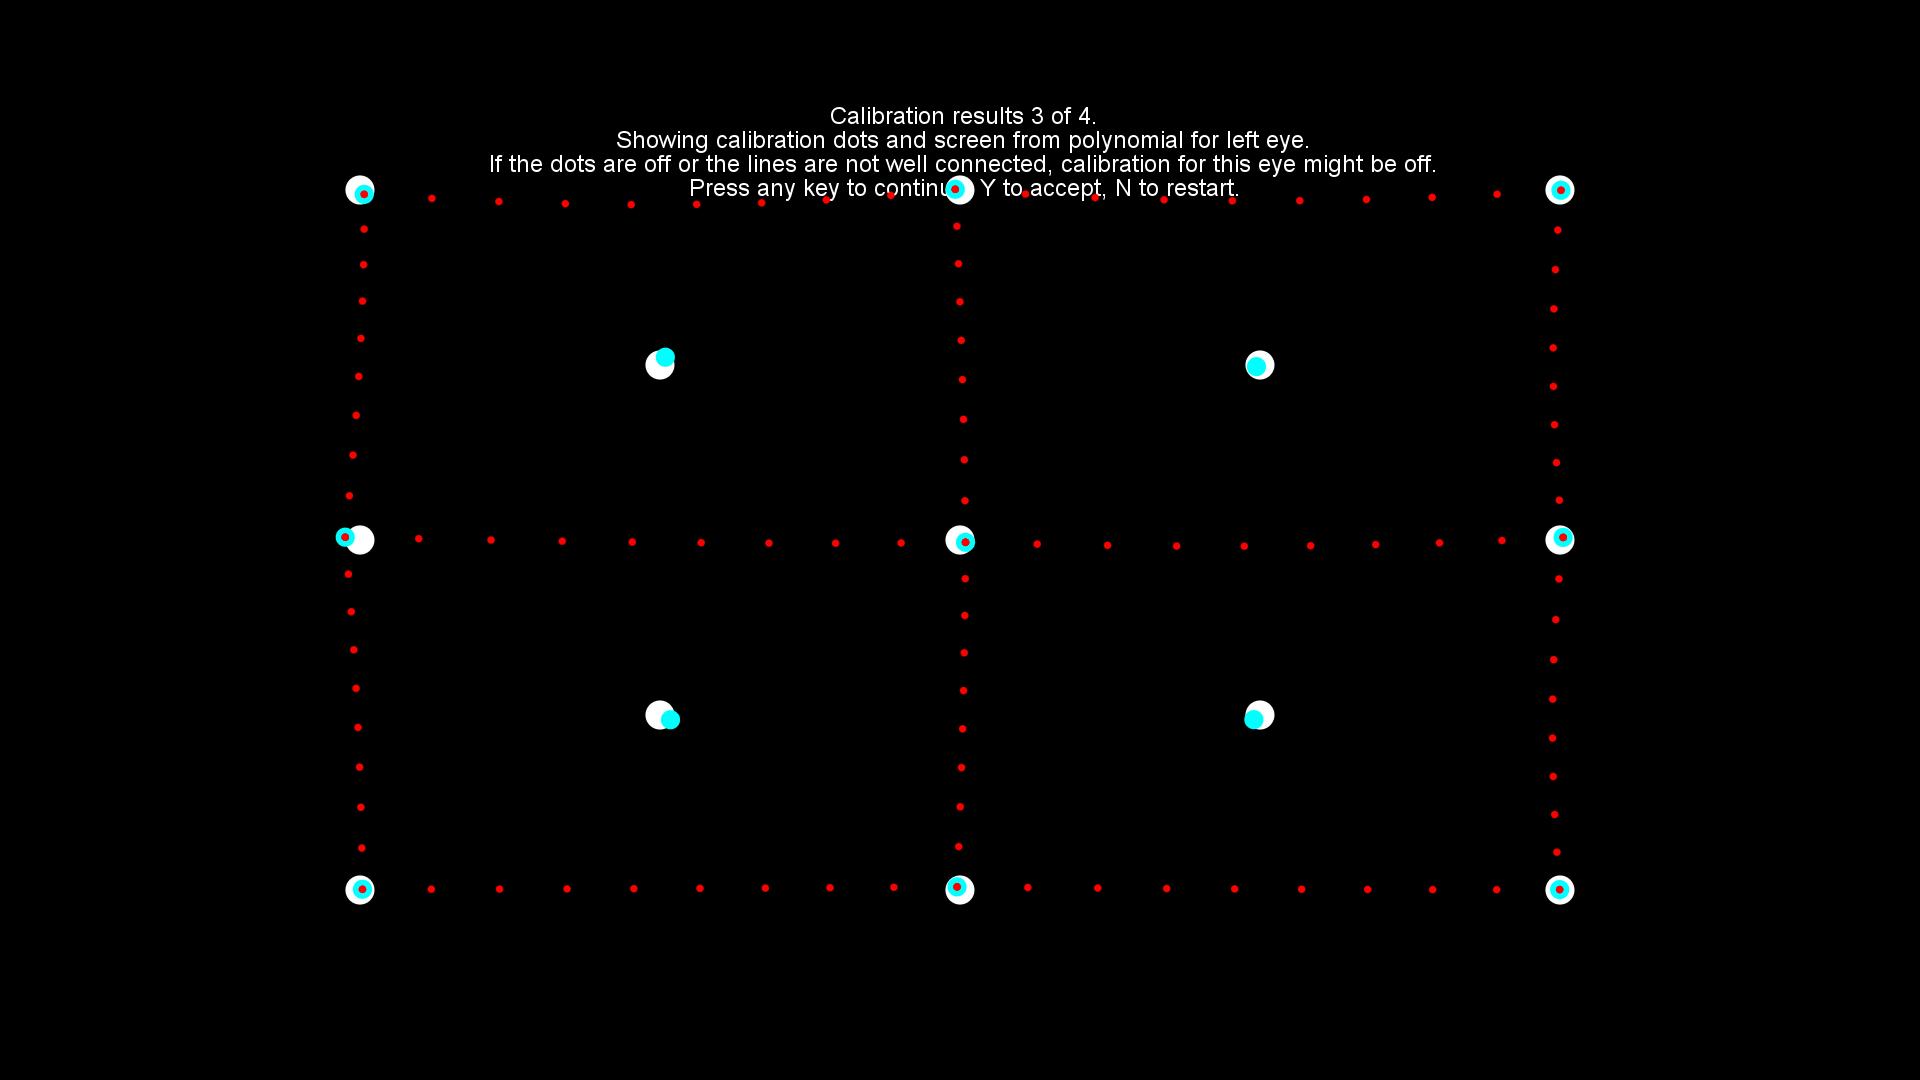 Calibration results 3 of 4.
Showing calibration dots and screen from polynomial for left eye.
If the dots are off or the lines are not well connected, calibration for this eye might be off.
Press any key to continu Y to accept, N to restart.